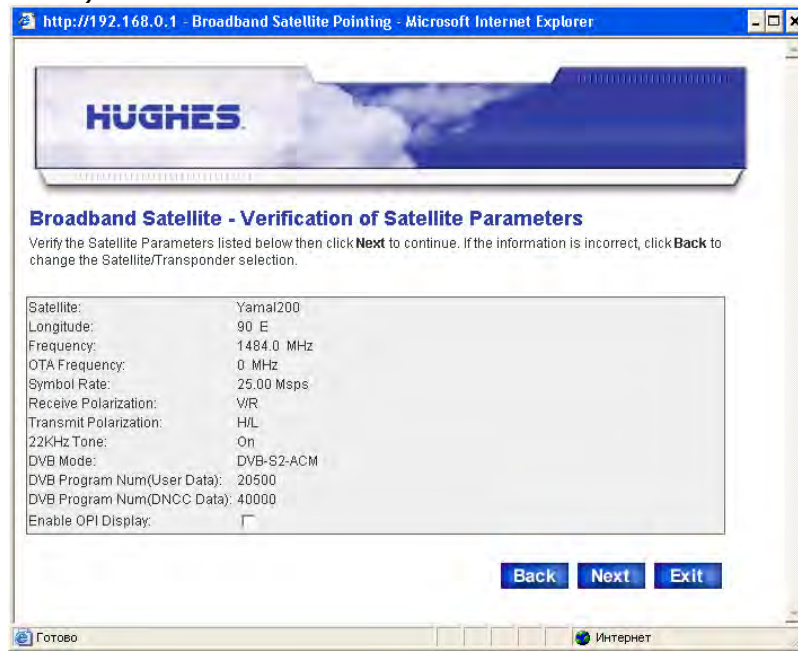 http://192.168.0.1 - Broadband Satellite Pointing - Microsoft Internet Explorer
HUGHES.
Broadband Satellite - Verification of Satellite Parameters
Verify the Satellite Parameters listed below then click Next to continue. If the information is incorrect, click Back to
change the Satellite/Transponder selection.
Satellite: Yamal200
Longitude: 90 E
Frequency: 1484.0 MHz
OTA Frequency: 0 MHz
Symbol Rate: 25.00 Msps
Receive Polarization: V/R
Transmit Polarization: H/L
22KHz Tone: On
DVB Mode: DVB-S2-ACM
DVB Program Num(User Data): 20500
DVB Program Num(DNCC Data): 40000
Enable OPI Display:
Back Next Exit
Готово Интернет